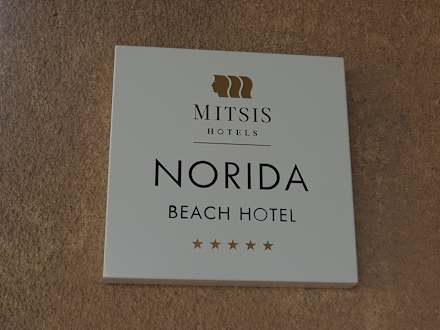 MITSIS
HOTELS
NORIDA
BEACH HOTEL